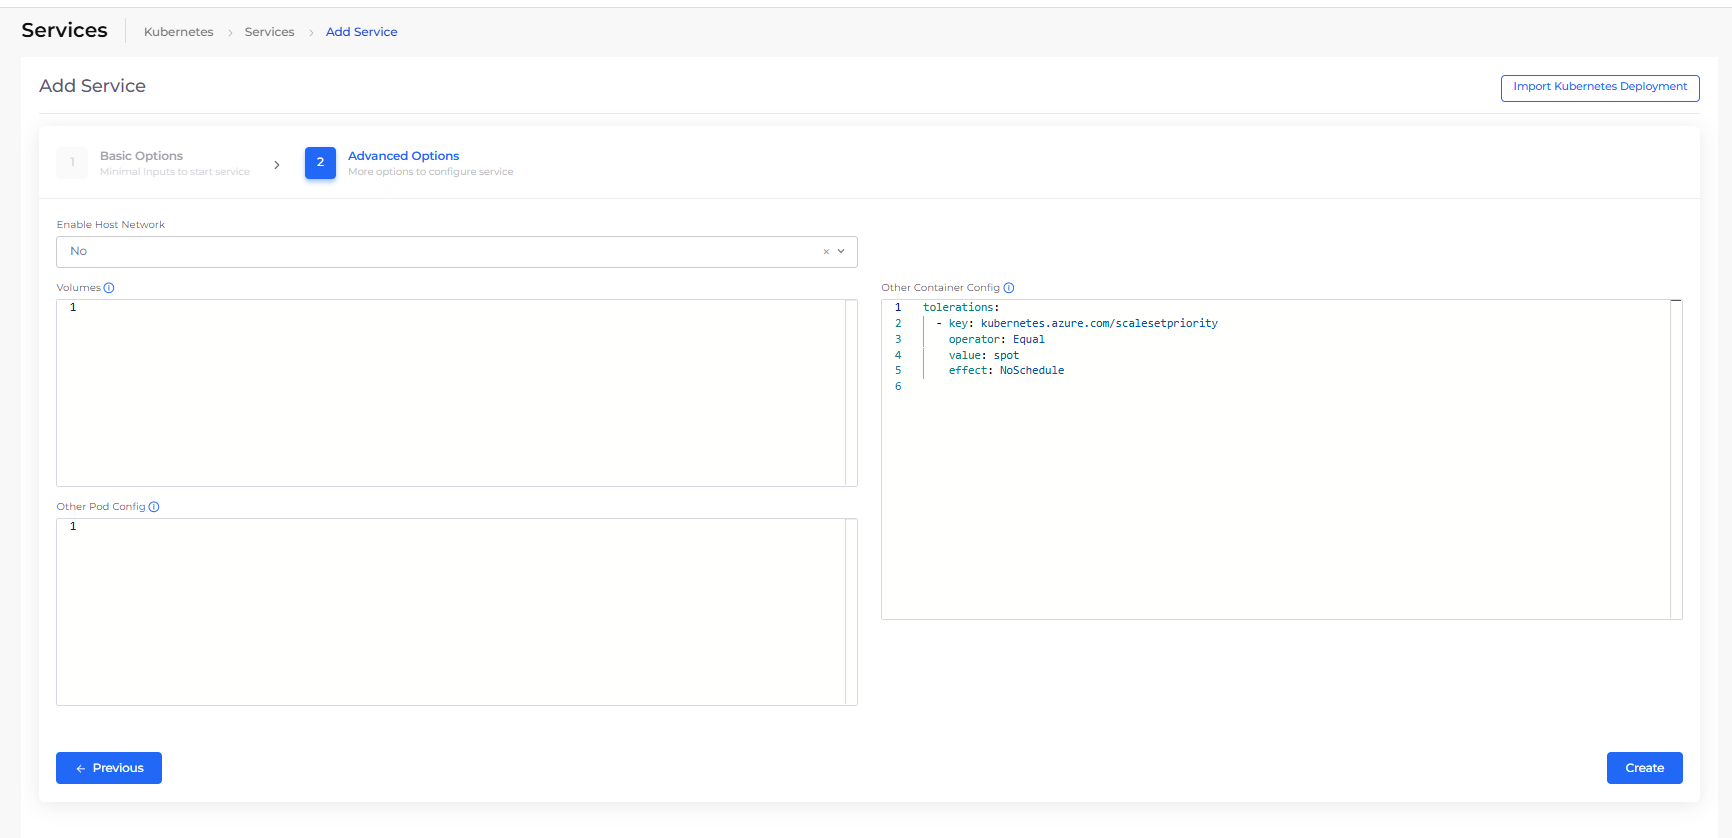 Services
Kubernetes > Services > Add Service
Add Service
Import Kubernetes Deployment
1
Basic Options
Minimal Inputs to start service
2
Advanced Options
More options to configure service
Enable Host Network
No
Volumes
1
Other Container Config
1 tolerations:
2 - key: kubernetes.azure.com/scalesetpriority
3 operator: Equal
4 value: spot
5 effect: NoSchedule
6
Other Pod Config
1
← Previous
Create